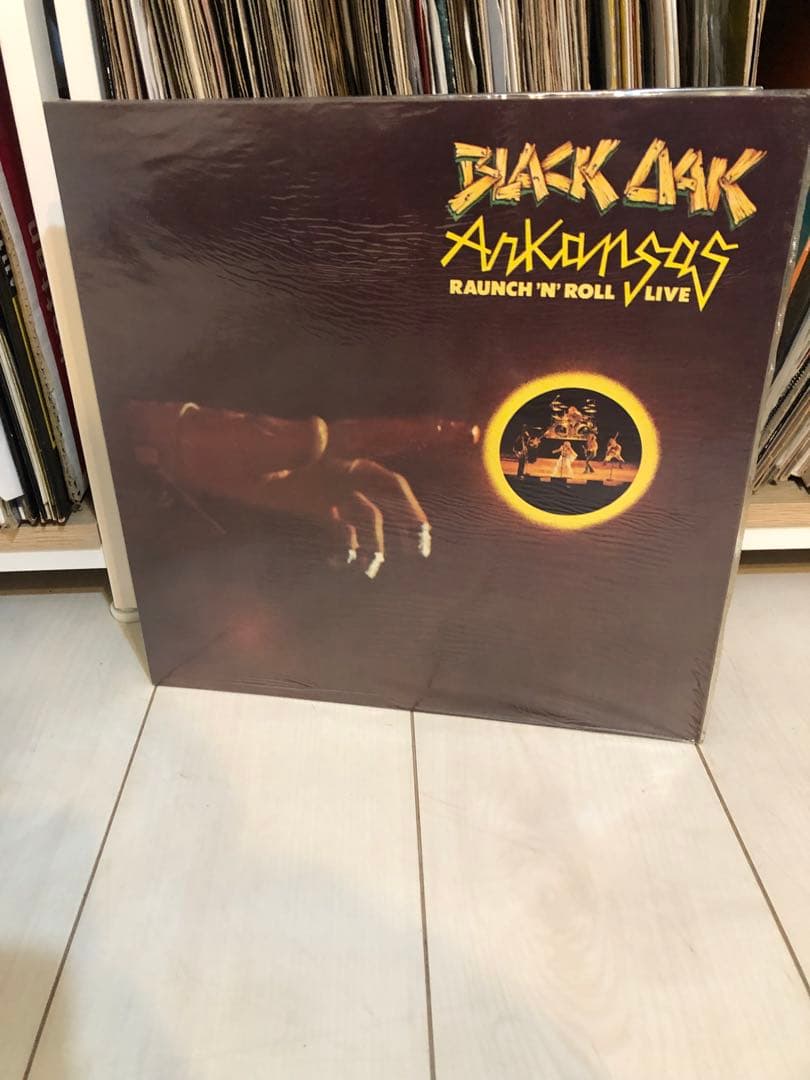 BLACK OAK
Arkansas
RAUNCH 'N' ROLL LIVE